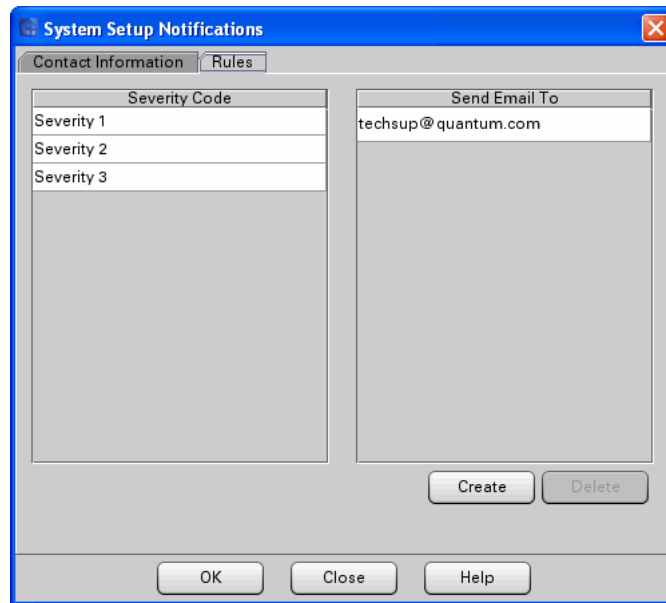 System Setup Notifications
Contact Information Rules
Severity Code
Severity 1
Severity 2
Severity 3
Send Email To
techsup@quantum.com
Create Delete
OK Close Help